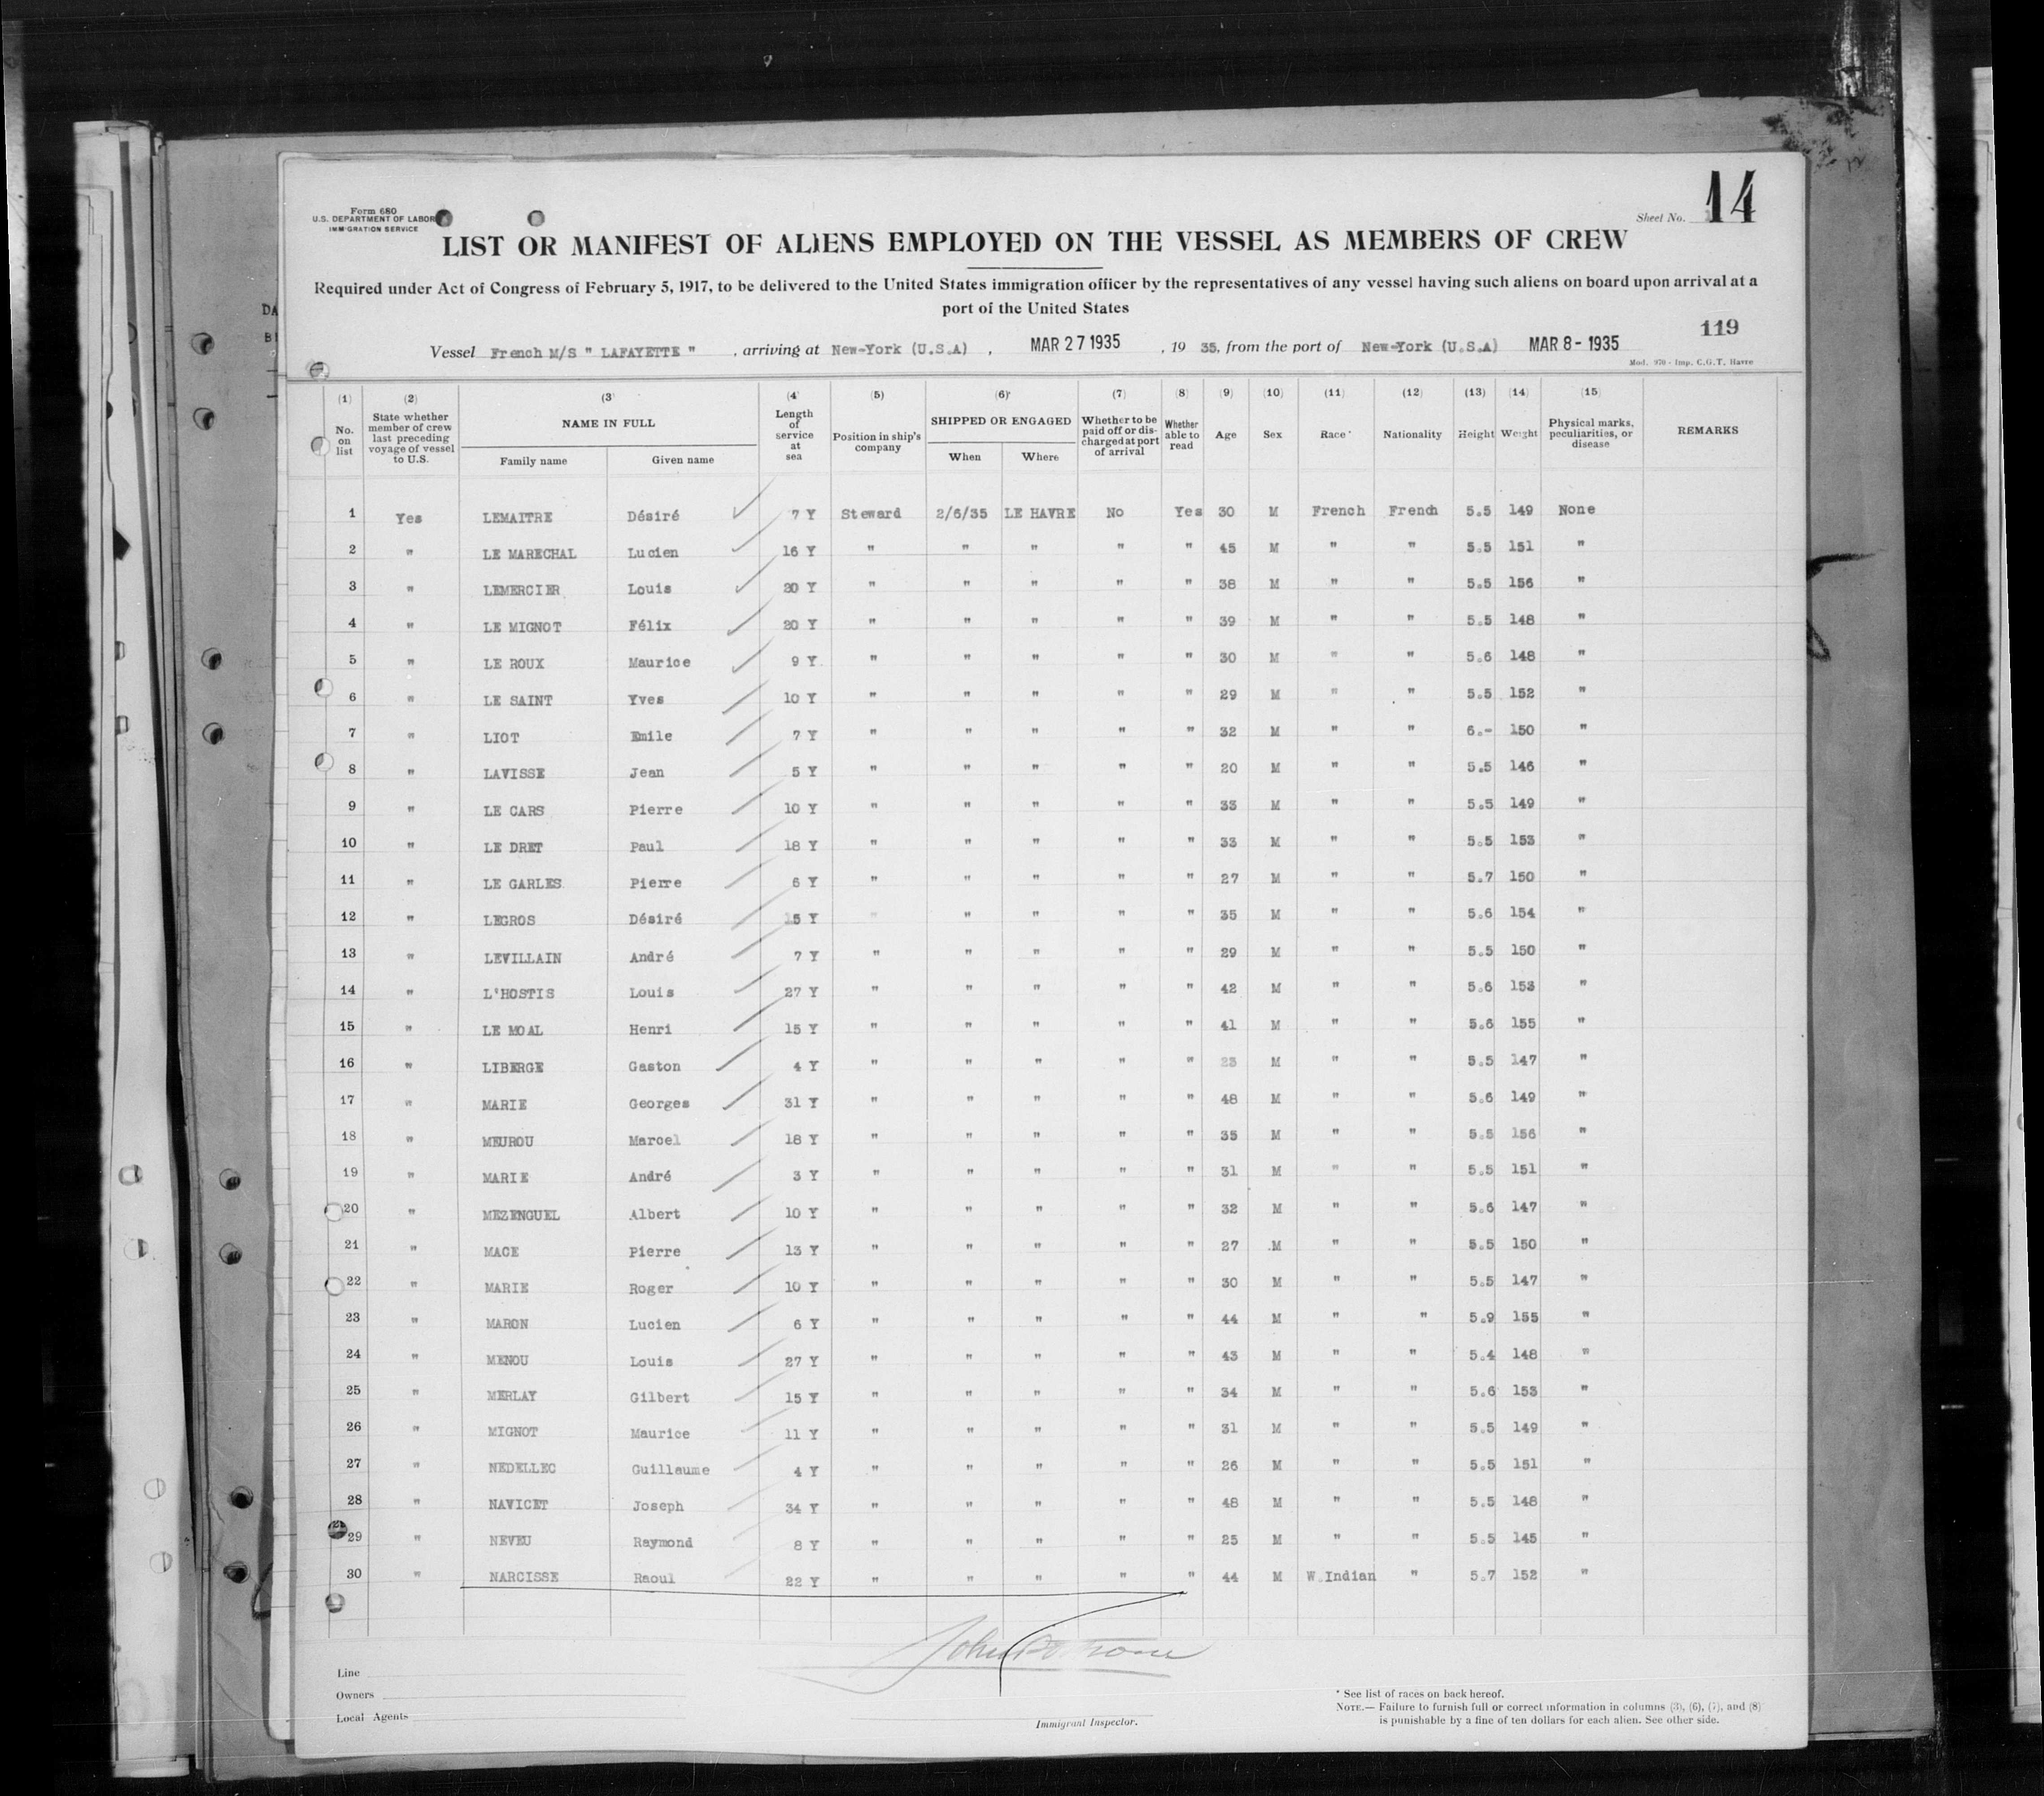 Form 680
U.S. DEPARTMENT OF LABOR
IMMIGRATION SERVICE
Sheet No. 14
LIST OR MANIFEST OF ALIENS EMPLOYED ON THE VESSEL AS MEMBERS OF CREW
Required under Act of Congress of February 5, 1917, to be delivered to the United States immigration officer by the representatives of any vessel having such aliens on board upon arrival at a
port of the United States
119
Vessel French M/S " LAFAYETTE " , arriving at New-York (U.S.A) , MAR 27 1935 , 19 35, from the port of New-York (U.S.A) MAR 8 - 1935
Mod. 970 - Imp. C.G.T. Havre
(1) (2) (3) (4) (5) (6) (7) (8) (9) (10) (11) (12) (13) (14) (15)
No. on list State whether member of crew last preceding voyage of vessel to U.S. NAME IN FULL Family name Given name Length of service at sea Position in ship's company SHIPPED OR ENGAGED When Where Whether to be paid off or discharged at port of arrival Whether able to read Age Sex Race* Nationality Height Weight Physical marks, peculiarities, or disease REMARKS
1 Yes LEMAITRE Désiré 7 Y Steward 2/6/35 LE HAVRE No Yes 30 M French French 5.5 149 None
2 " LE MARECHAL Lucien 16 Y " " " " " 45 M " " 5.5 151 "
3 " LEMERCIER Louis 20 Y " " " " " 38 M " " 5.5 156 "
4 " LE MIGNOT Félix 20 Y " " " " " 39 M " " 5.5 148 "
5 " LE ROUX Maurice 9 Y " " " " " 30 M " " 5.6 148 "
6 " LE SAINT Yves 10 Y " " " " " 29 M " " 5.5 152 "
7 " LIOT Emile 7 Y " " " " " 32 M " " 6.- 150 "
8 " LAVISSE Jean 5 Y " " " " " 20 M " " 5.5 146 "
9 " LE CARS Pierre 10 Y " " " " " 33 M " " 5.5 149 "
10 " LE DRET Paul 18 Y " " " " " 33 M " " 5.5 153 "
11 " LE GARLES Pierre 6 Y " " " " " 27 M " " 5.7 150 "
12 " LEGROS Désiré 15 Y " " " " " 35 M " " 5.6 154 "
13 " LEVILLAIN André 7 Y " " " " " 29 M " " 5.5 150 "
14 " L'HOSTIS Louis 27 Y " " " " " 42 M " " 5.6 153 "
15 " LE MOAL Henri 15 Y " " " " " 41 M " " 5.6 155 "
16 " LIBERGE Gaston 4 Y " " " " " 23 M " " 5.5 147 "
17 " MARIE Georges 31 Y " " " " " 48 M " " 5.6 149 "
18 " MEUROU Marcel 18 Y " " " " " 35 M " " 5.5 156 "
19 " MARIE André 3 Y " " " " " 31 M " " 5.5 151 "
20 " MEZENGUEL Albert 10 Y " " " " " 32 M " " 5.6 147 "
21 " MACE Pierre 13 Y " " " " " 27 M " " 5.5 150 "
22 " MARIE Roger 10 Y " " " " " 30 M " " 5.5 147 "
23 " MARON Lucien 6 Y " " " " " 44 M " " 5.9 155 "
24 " MENOU Louis 27 Y " " " " " 43 M " " 5.4 148 "
25 " MERLAY Gilbert 15 Y " " " " " 34 M " " 5.6 153 "
26 " MIGNOT Maurice 11 Y " " " " " 31 M " " 5.5 149 "
27 " NEDELLEC Guillaume 4 Y " " " " " 26 M " " 5.5 151 "
28 " NAVICET Joseph 34 Y " " " " " 48 M " " 5.5 148 "
29 " NEVEU Raymond 8 Y " " " " " 25 M " " 5.5 145 "
30 " NARCISSE Raoul 22 Y " " " " " 44 M W.Indian " 5.7 152 "
John
Line
Owners
Local Agents
Immigrant Inspector.
* See list of races on back hereof.
NOTE.— Failure to furnish full or correct information in columns (3), (6), (7), and (8)
is punishable by a fine of ten dollars for each alien. See other side.